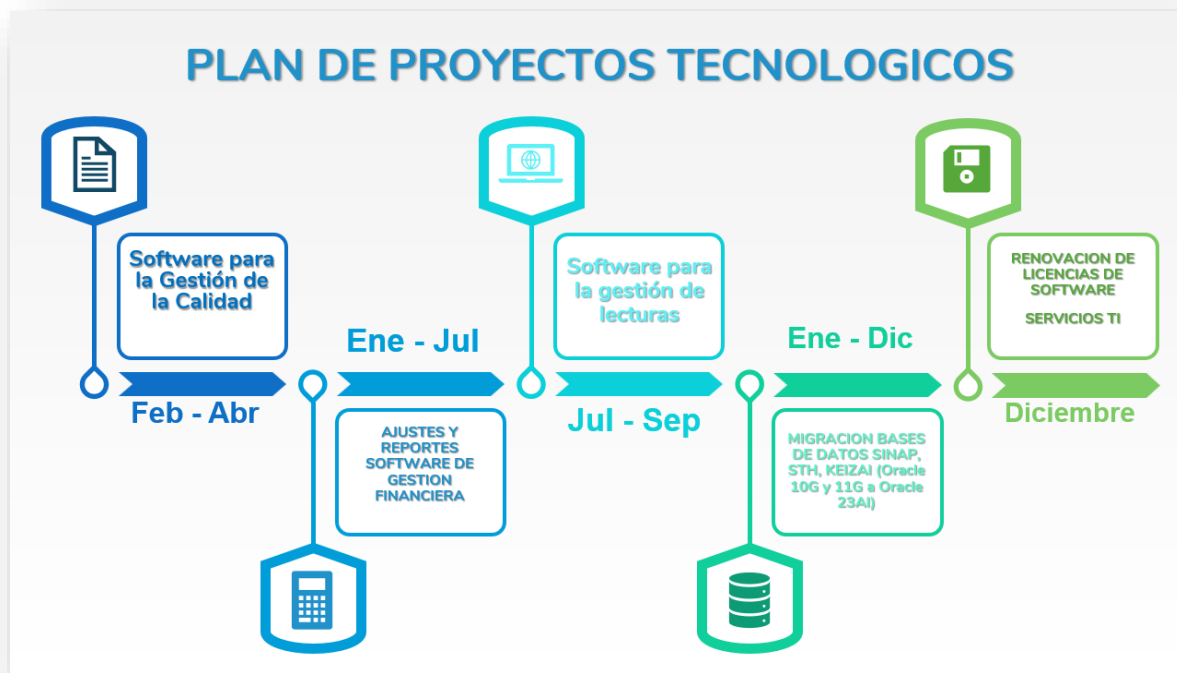 PLAN DE PROYECTOS TECNOLOGICOS
Software para
la Gestión de
la Calidad
Feb - Abr
Ene - Jul
AJUSTES Y
REPORTES
SOFTWARE DE
GESTION
FINANCIERA
Software para
la gestión de
lecturas
Jul - Sep
Ene - Dic
MIGRACION BASES
DE DATOS SINAP,
STH, KEIZAI (Oracle
10G y 11G a Oracle
23AI)
RENOVACION DE
LICENCIAS DE
SOFTWARE
SERVICIOS TI
Diciembre